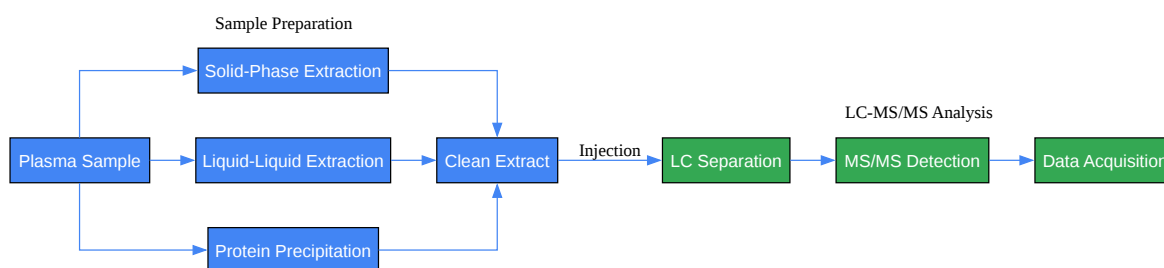 Sample Preparation
Solid-Phase Extraction
LC-MS/MS Analysis
Plasma Sample
Liquid-Liquid Extraction
Clean Extract
Injection
LC Separation
MS/MS Detection
Data Acquisition
Protein Precipitation